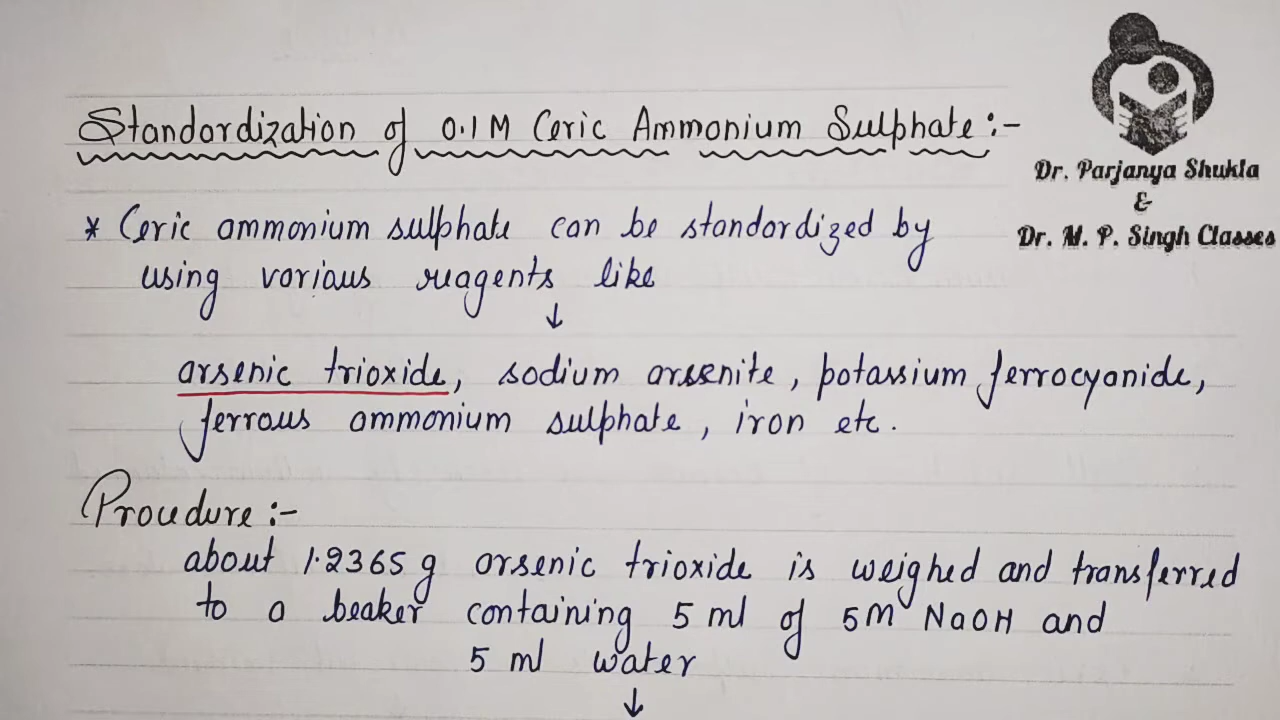 Standardization of 0.1M Ceric Ammonium Sulphate :-
Dr. Parjanya Shukla
&
Dr. M. P. Singh Classes
* Ceric ammonium sulphate can be standardized by
using various reagents like
↓
arsenic trioxide, sodium arsenite, potassium ferrocyanide,
ferrous ammonium sulphate, iron etc.
Procedure :-
about 1.2365 g arsenic trioxide is weighed and transferred
to a beaker containing 5 ml of 5M NaOH and
5 ml water
↓